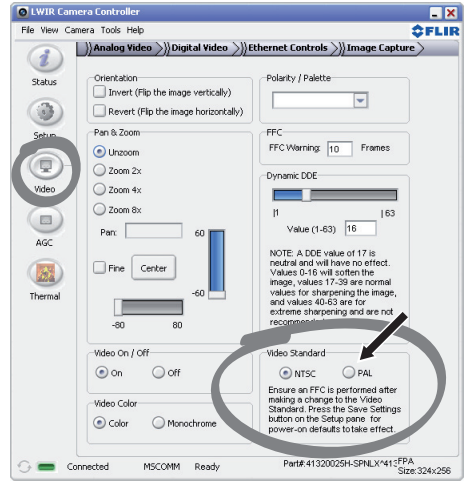 LWIR Camera Controller
File View Camera Tools Help
FLIR
Analog Video Digital Video Ethernet Controls Image Capture
Status
Setup
Video
AGC
Thermal
Orientation
Invert (Flip the image vertically)
Revert (Flip the image horizontally)
Pan & Zoom
Unzoom
Zoom 2x
Zoom 4x
Zoom 8x
Pan:
60
Fine
Center
-60
-80 80
Video On / Off
On Off
Video Color
Color Monochrome
Polarity / Palette
FFC
FFC Warning: 10 Frames
Dynamic DDE
1 63
Value (1-63) 16
NOTE: A DDE value of 17 is
neutral and will have no effect.
Values 0-16 will soften the
image, values 17-39 are normal
values for sharpening the image,
and values 40-63 are for
extreme sharpening and are not
Video Standard
NTSC PAL
Ensure an FFC is performed after
making a change to the Video
Standard. Press the Save Settings
button on the Setup pane for
power-on defaults to take effect.
Connected MSCOMM Ready Part#:41320025H-SPNLX^41 FPA
Size:324x256